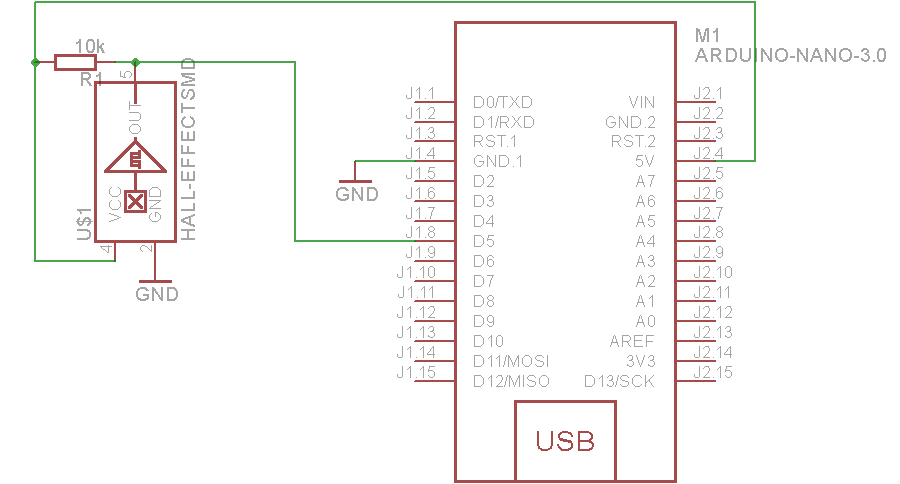 10k
R1
5
OUT
VCC
GND
4
2
U$1
HALL-EFFECTSMD
GND
GND
M1
ARDUINO-NANO-3.0
J1.1 D0/TXD VIN J2.1
J1.2 D1/RXD GND.2 J2.2
J1.3 RST.1 RST.2 J2.3
J1.4 GND.1 5V J2.4
J1.5 D2 A7 J2.5
J1.6 D3 A6 J2.6
J1.7 D4 A5 J2.7
J1.8 D5 A4 J2.8
J1.9 D6 A3 J2.9
J1.10 D7 A2 J2.10
J1.11 D8 A1 J2.11
J1.12 D9 A0 J2.12
J1.13 D10 AREF J2.13
J1.14 D11/MOSI 3V3 J2.14
J1.15 D12/MISO D13/SCK J2.15
USB